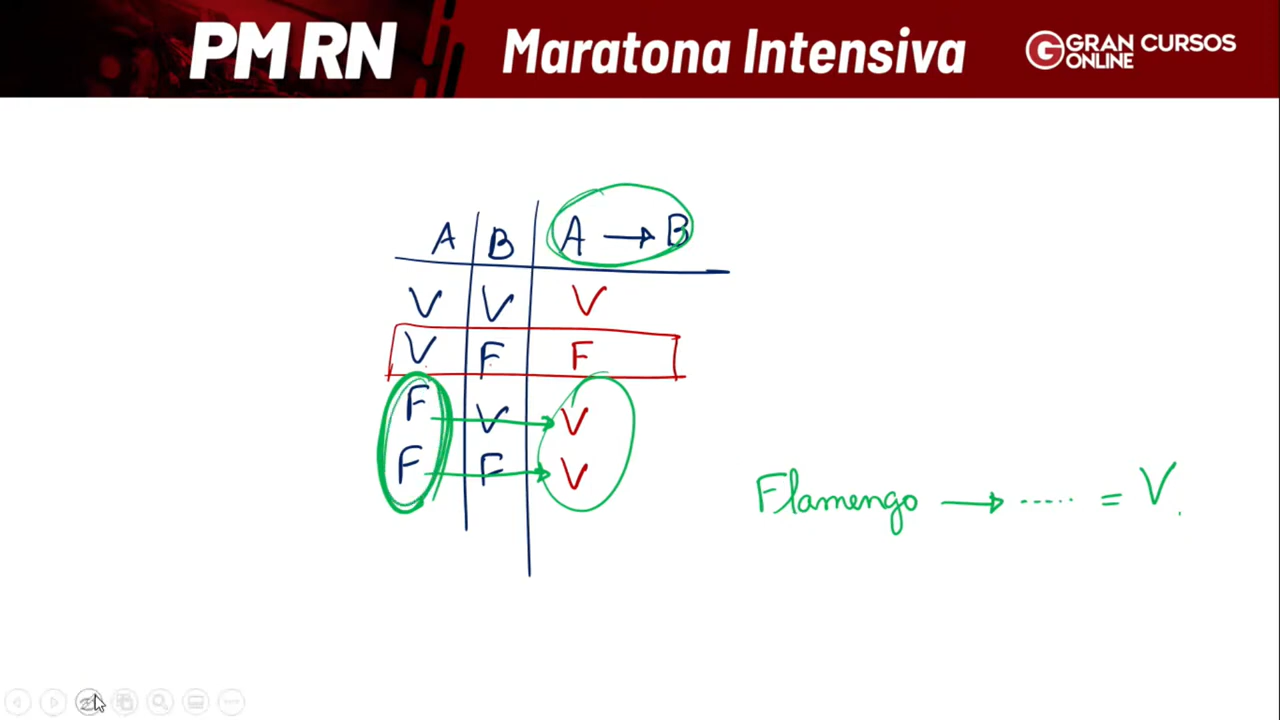 PM RN
Maratona Intensiva
GRAN CURSOS
ONLINE
A B A → B
V V V
V F F
F V V
F F V
Flamengo → ..... = V.